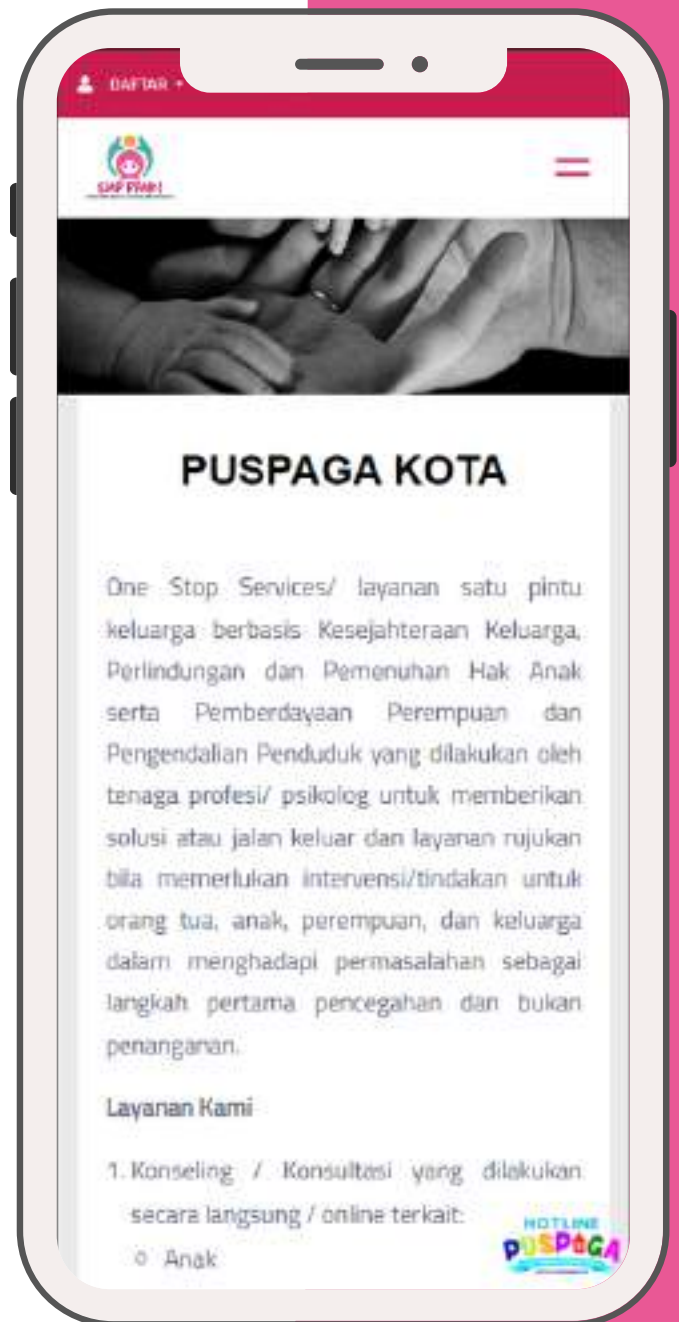 DAFTAR
SIAP PPAK!
PUSPAGA KOTA
One Stop Services/ layanan satu pintu
keluarga berbasis Kesejahteraan Keluarga,
Perlindungan dan Pemenuhan Hak Anak
serta Pemberdayaan Perempuan dan
Pengendalian Penduduk yang dilakukan oleh
tenaga profesi/ psikolog untuk memberikan
solusi atau jalan keluar dan layanan rujukan
bila memerlukan intervensi/tindakan untuk
orang tua, anak, perempuan, dan keluarga
dalam menghadapi permasalahan sebagai
langkah pertama pencegahan dan bukan
penanganan.
Layanan Kami
1. Konseling / Konsultasi yang dilakukan
secara langsung / online terkait:
○ Anak
HOTLINE
PUSPAGA